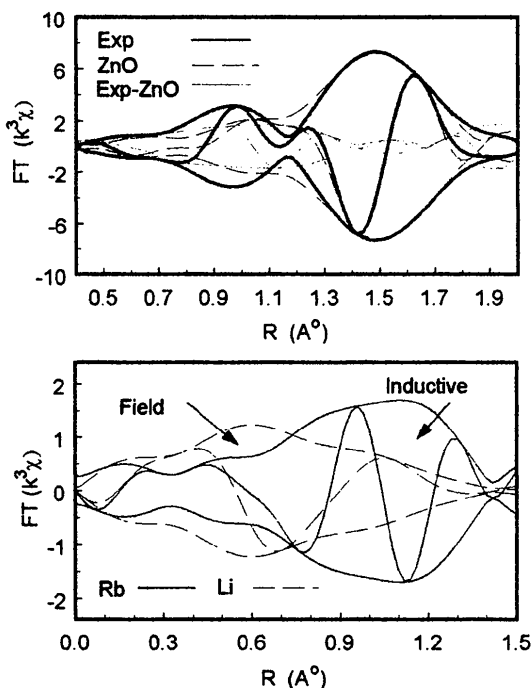 10
6
2
-2
-6
-10
FT (k³χ)
Exp
ZnO
Exp-ZnO
0.5 0.7 0.9 1.1 1.3 1.5 1.7 1.9
R (A°)
2
1
0
-1
-2
FT (k³χ)
Field
Inductive
Rb
Li
0.0 0.3 0.6 0.9 1.2 1.5
R (A°)